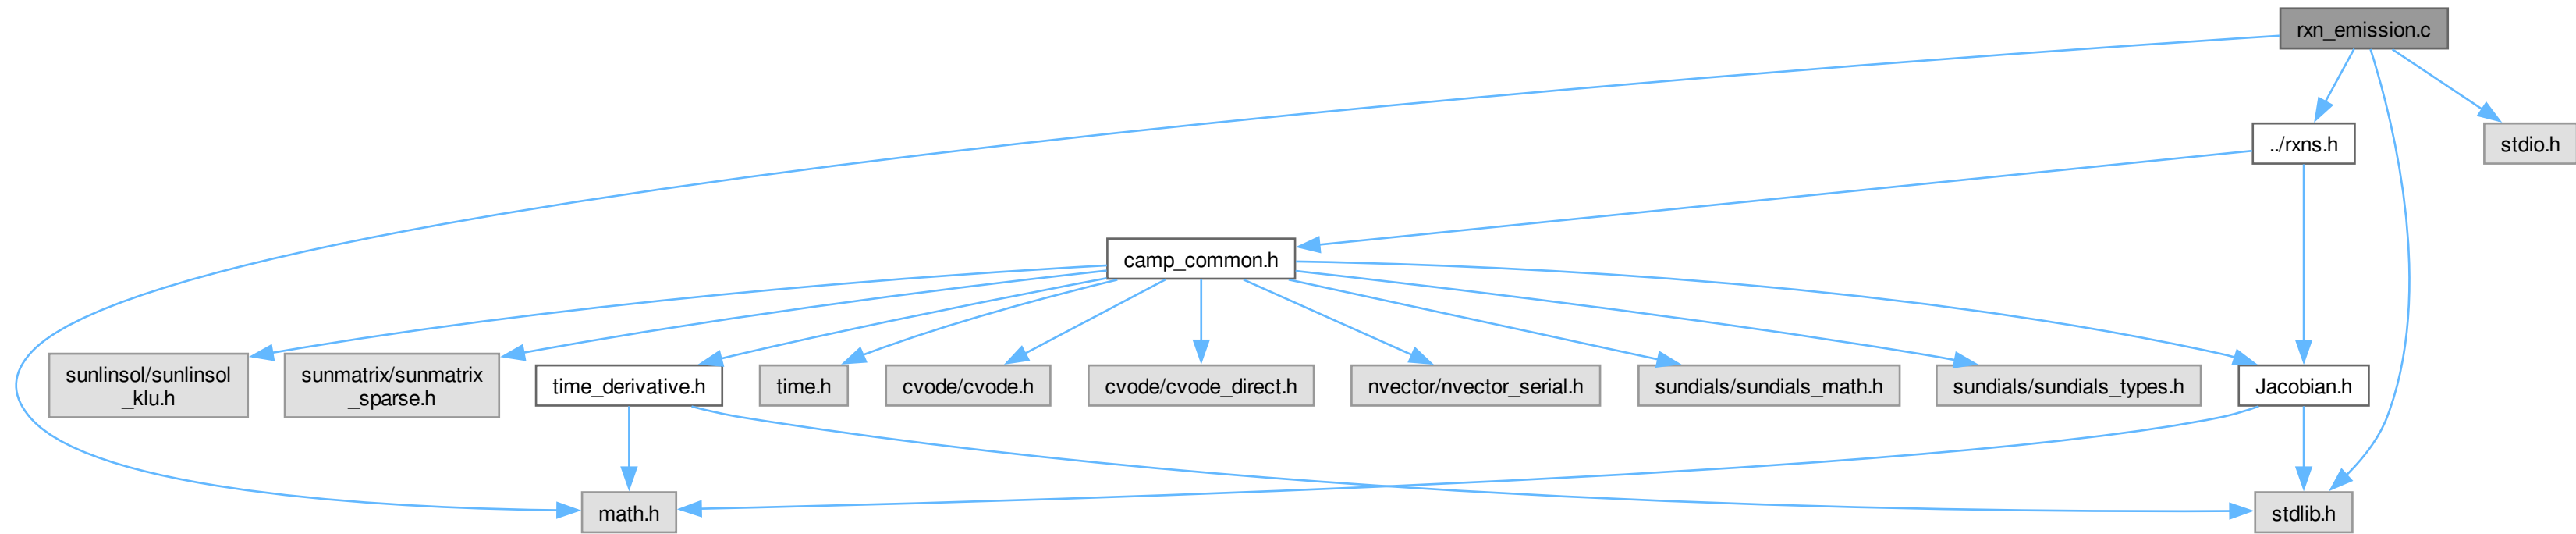 rxn_emission.c
../rxns.h
stdio.h
camp_common.h
sunlinsol/sunlinsol
_klu.h
sunmatrix/sunmatrix
_sparse.h
time_derivative.h
time.h
cvode/cvode.h
cvode/cvode_direct.h
nvector/nvector_serial.h
sundials/sundials_math.h
sundials/sundials_types.h
Jacobian.h
math.h
stdlib.h